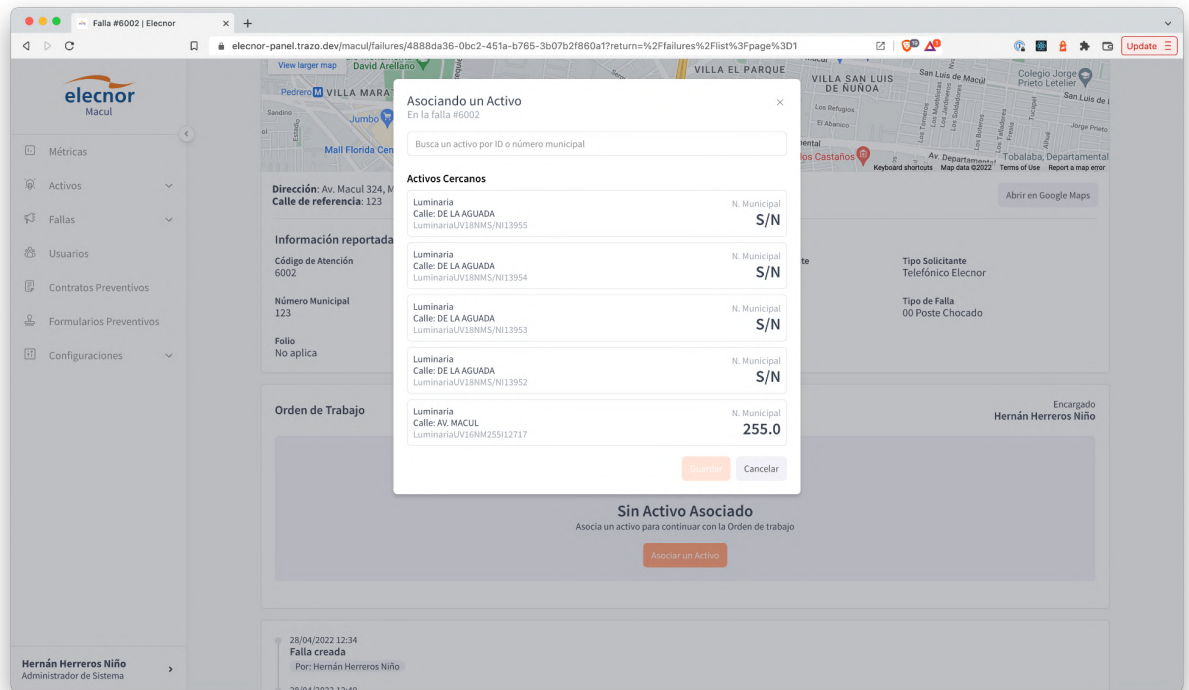 Falla #6002 | Elecnor
elecnor-panel.trazo.dev/macul/failures/4888da36-0bc2-451a-b765-3b07b2f860a1?return=%2Ffailures%2Flist%3Fpage%3D1
Update
elecnor
Macul
Métricas
Activos
Fallas
Usuarios
Contratos Preventivos
Formularios Preventivos
Configuraciones
Hernán Herreros Niño
Administrador de Sistema
View larger map
David Arellano
Pedrero
VILLA MARA
Sandino
Estadio
Jumbo
Mall Florida Cen
VILLA EL PARQUE
VILLA SAN LUIS
DE ÑUÑOA
San Luis de Macúl
Colegio Jorge
Prieto Letelier
San Luis de
Los Refugios
El Abanico
Jorge Prieto
los Castaños
Av. Departamental
Tobalaba, Departamental
Keyboard shortcuts
Map data ©2022
Terms of Use
Report a map error
Dirección: Av. Macul 324, M
Calle de referencia: 123
Abrir en Google Maps
Información reportada
Código de Atención
6002
Número Municipal
123
Folio
No aplica
Tipo Solicitante
Telefónico Elecnor
Tipo de Falla
00 Poste Chocado
Asociando un Activo
En la falla #6002
Busca un activo por ID o número municipal
Activos Cercanos
Luminaria
Calle: DE LA AGUADA
LuminariaUV18NMS/NI13955
N. Municipal
S/N
Luminaria
Calle: DE LA AGUADA
LuminariaUV18NMS/NI13954
N. Municipal
S/N
Luminaria
Calle: DE LA AGUADA
LuminariaUV18NMS/NI13953
N. Municipal
S/N
Luminaria
Calle: DE LA AGUADA
LuminariaUV18NMS/NI13952
N. Municipal
S/N
Luminaria
Calle: AV. MACUL
LuminariaUV16NM255I12717
N. Municipal
255.0
Guardar
Cancelar
Orden de Trabajo
Encargado
Hernán Herreros Niño
Sin Activo Asociado
Asocia un activo para continuar con la Orden de trabajo
Asociar un Activo
28/04/2022 12:34
Falla creada
Por: Hernán Herreros Niño